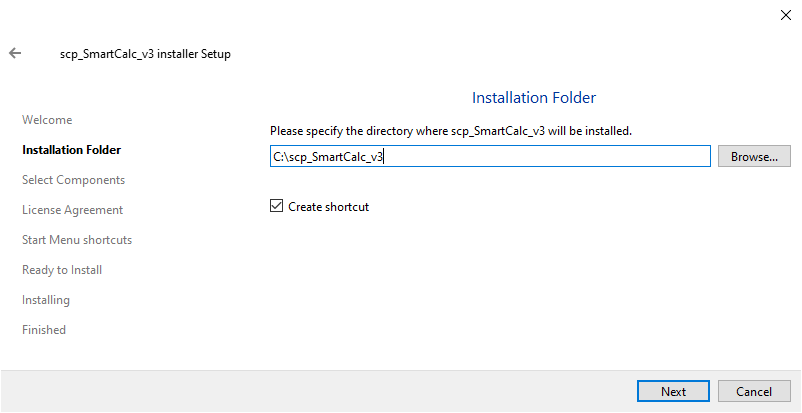 scp_SmartCalc_v3 installer Setup
Welcome
Installation Folder
Select Components
License Agreement
Start Menu shortcuts
Ready to Install
Installing
Finished
Installation Folder
Please specify the directory where scp_SmartCalc_v3 will be installed.
C:\scp_SmartCalc_v3
Browse...
Create shortcut
Next
Cancel